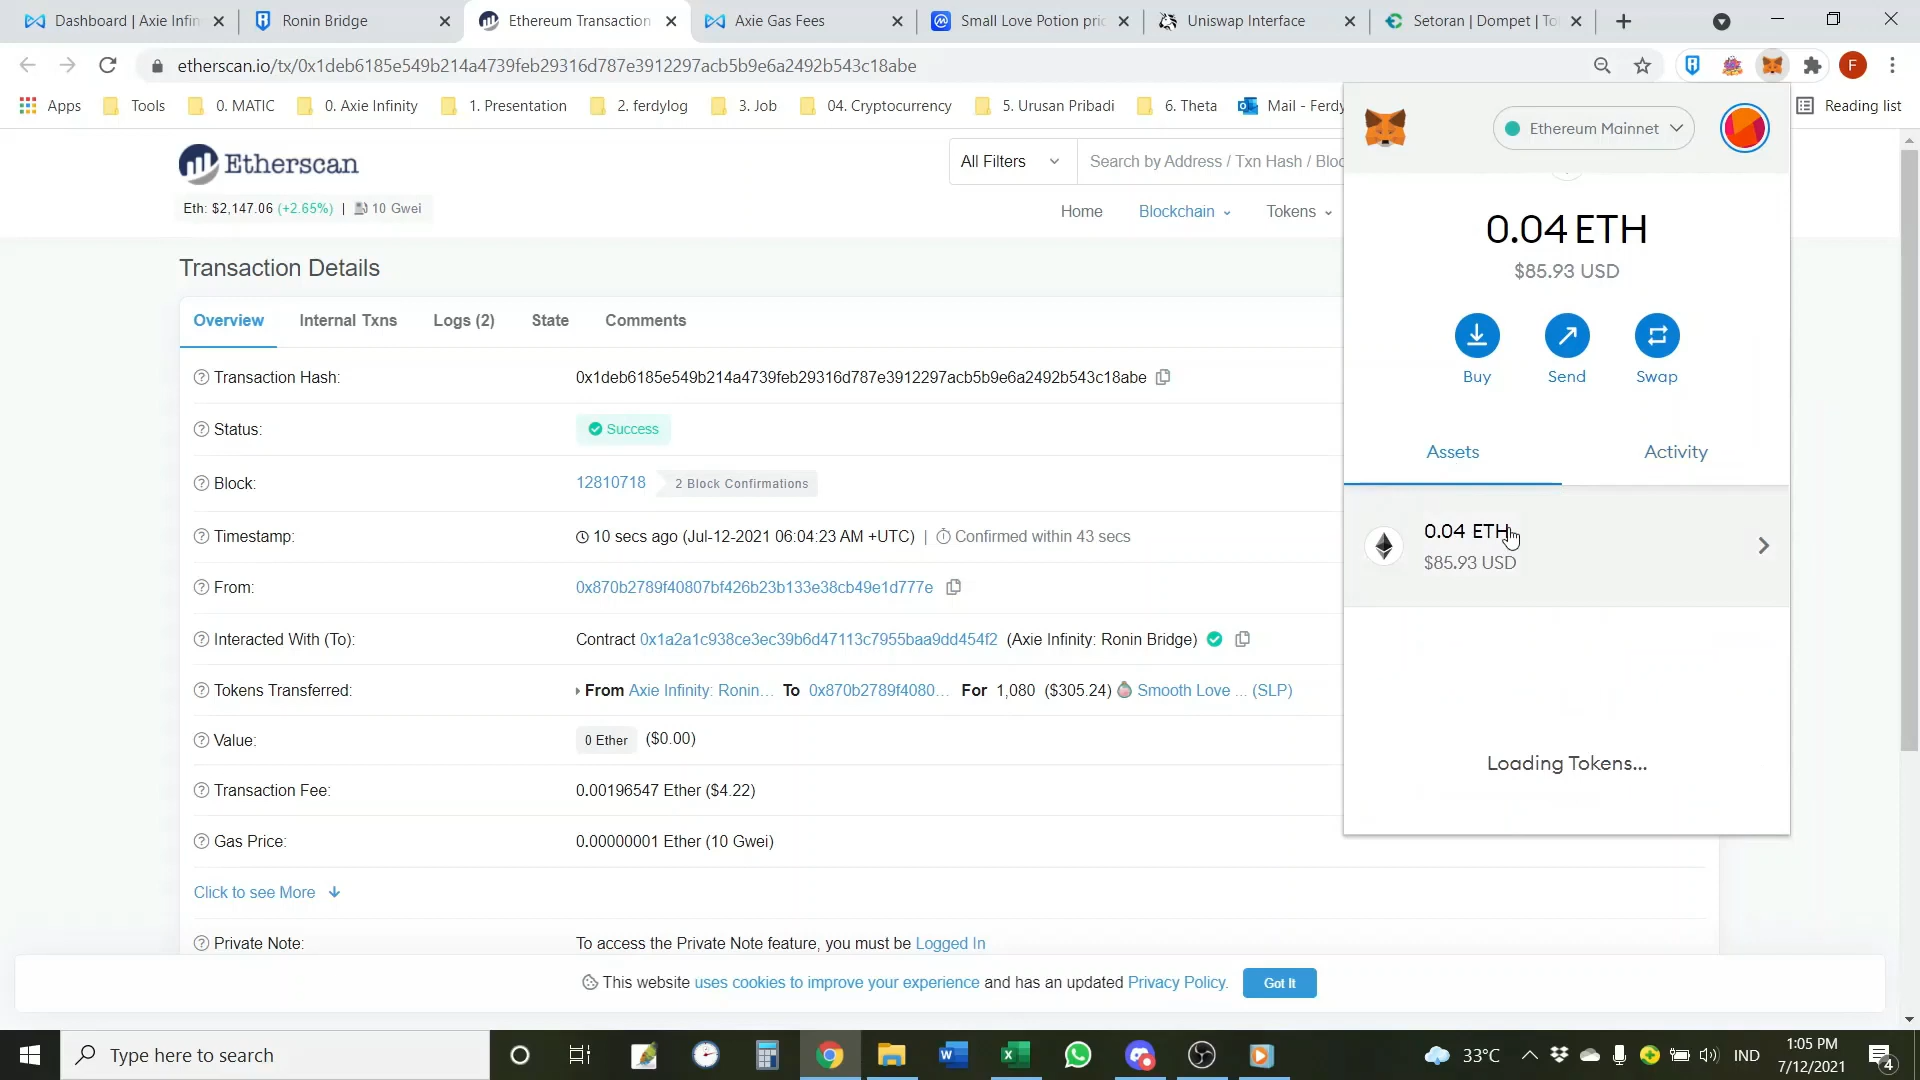 Dashboard | Axie Infin
Ronin Bridge
Ethereum Transaction
Axie Gas Fees
Small Love Potion pric
Uniswap Interface
Setoran | Dompet | To
etherscan.io/tx/0x1deb6185e549b214a4739feb29316d787e3912297acb5b9e6a2492b543c18abe
F
Apps
Tools
0. MATIC
0. Axie Infinity
1. Presentation
2. ferdylog
3. Job
04. Cryptocurrency
5. Urusan Pribadi
6. Theta
Mail - Ferdy
Reading list
Etherscan
All Filters
Search by Address / Txn Hash / Bloc
Eth: $2,147.06 (+2.65%) | 10 Gwei
Home
Blockchain
Tokens
Ethereum Mainnet
0.04 ETH
$85.93 USD
Buy
Send
Swap
Assets
Activity
0.04 ETH
$85.93 USD
Loading Tokens...
Transaction Details
Overview
Internal Txns
Logs (2)
State
Comments
Transaction Hash:
0x1deb6185e549b214a4739feb29316d787e3912297acb5b9e6a2492b543c18abe
Status:
Success
Block:
12810718
2 Block Confirmations
Timestamp:
10 secs ago (Jul-12-2021 06:04:23 AM +UTC) | Confirmed within 43 secs
From:
0x870b2789f40807bf426b23b133e38cb49e1d777e
Interacted With (To):
Contract 0x1a2a1c938ce3ec39b6d47113c7955baa9dd454f2 (Axie Infinity: Ronin Bridge)
Tokens Transferred:
From Axie Infinity: Ronin... To 0x870b2789f4080... For 1,080 ($305.24) Smooth Love ... (SLP)
Value:
0 Ether ($0.00)
Transaction Fee:
0.00196547 Ether ($4.22)
Gas Price:
0.00000001 Ether (10 Gwei)
Click to see More
Private Note:
To access the Private Note feature, you must be Logged In
This website uses cookies to improve your experience and has an updated Privacy Policy.
Got It
Type here to search
33°C
IND
1:05 PM
7/12/2021
4